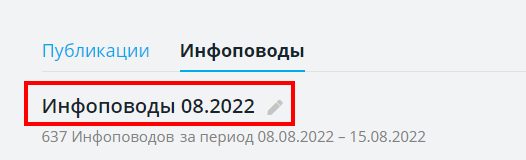 Публикации Инфоповоды
Инфоповоды 08.2022
637 Инфоповодов за период 08.08.2022 – 15.08.2022